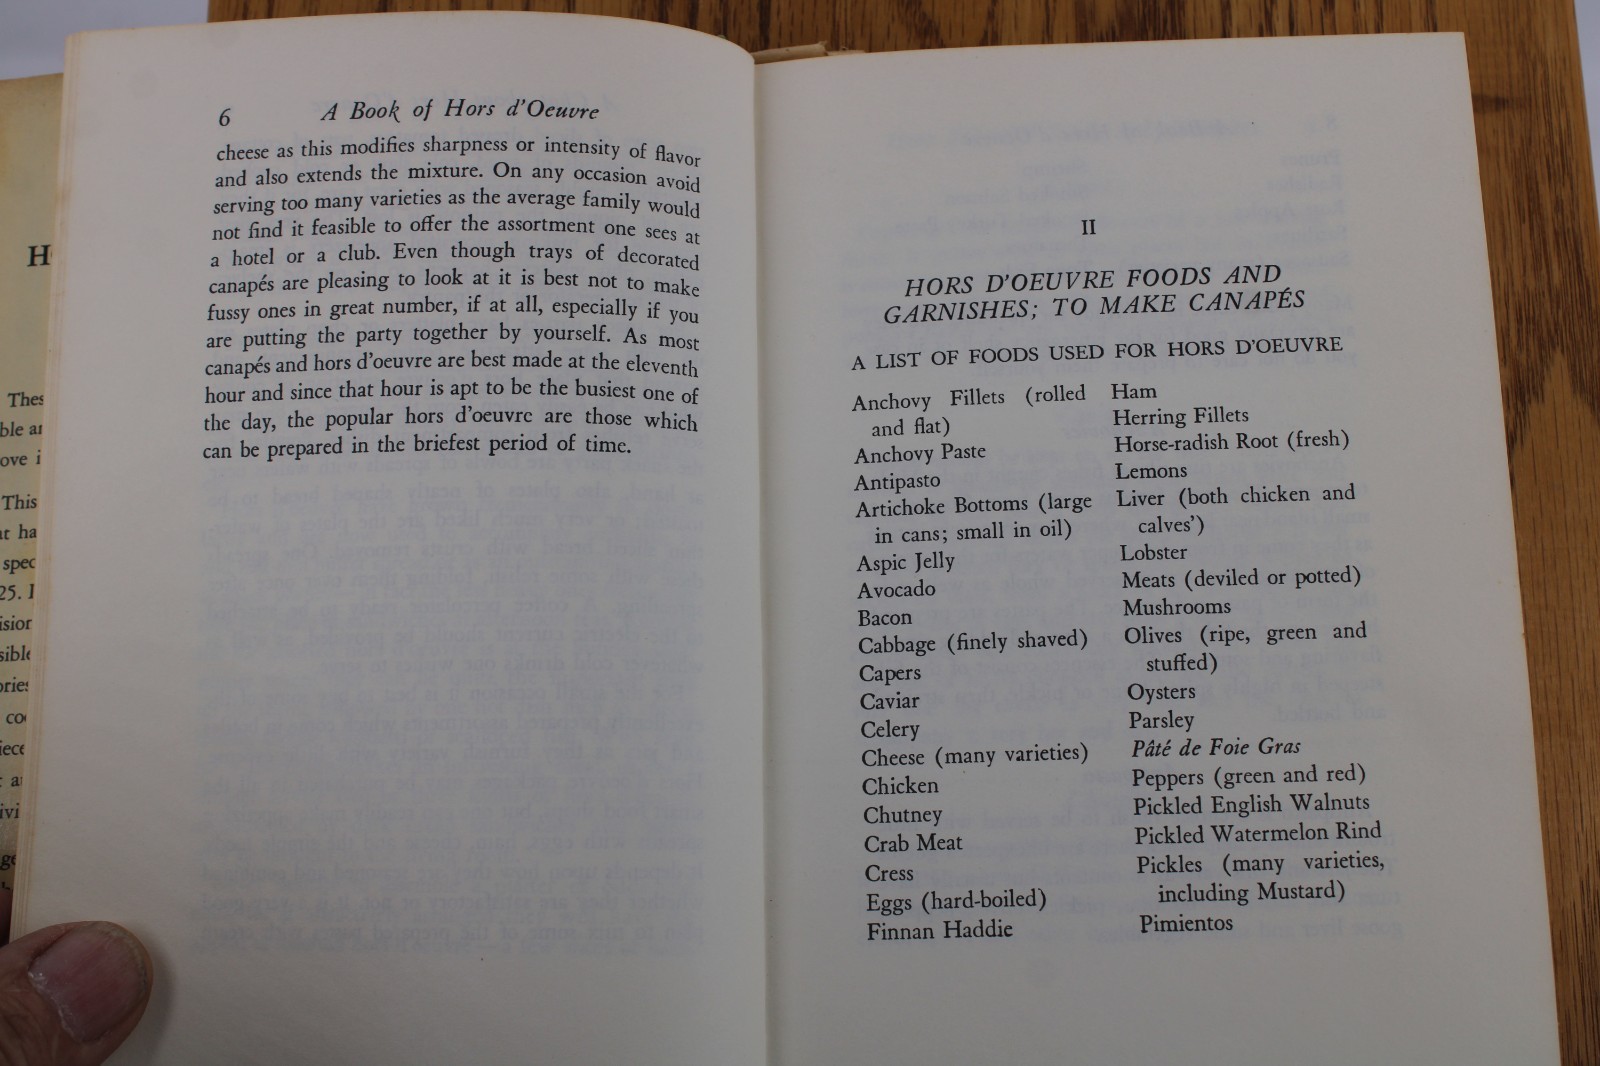 6 A Book of Hors d'Oeuvre
cheese as this modifies sharpness or intensity of flavor
and also extends the mixture. On any occasion avoid
serving too many varieties as the average family would
not find it feasible to offer the assortment one sees at
a hotel or a club. Even though trays of decorated
canapés are pleasing to look at it is best not to make
fussy ones in great number, if at all, especially if you
are putting the party together by yourself. As most
canapés and hors d'oeuvre are best made at the eleventh
hour and since that hour is apt to be the busiest one of
the day, the popular hors d'oeuvre are those which
can be prepared in the briefest period of time.
II
HORS D'OEUVRE FOODS AND
GARNISHES; TO MAKE CANAPÉS
A LIST OF FOODS USED FOR HORS D'OEUVRE
Anchovy Fillets (rolled
and flat)
Anchovy Paste
Antipasto
Artichoke Bottoms (large
in cans; small in oil)
Aspic Jelly
Avocado
Bacon
Cabbage (finely shaved)
Capers
Caviar
Celery
Cheese (many varieties)
Chicken
Chutney
Crab Meat
Cress
Eggs (hard-boiled)
Finnan Haddie
Ham
Herring Fillets
Horse-radish Root (fresh)
Lemons
Liver (both chicken and
calves')
Lobster
Meats (deviled or potted)
Mushrooms
Olives (ripe, green and
stuffed)
Oysters
Parsley
Pâté de Foie Gras
Peppers (green and red)
Pickled English Walnuts
Pickled Watermelon Rind
Pickles (many varieties,
including Mustard)
Pimientos